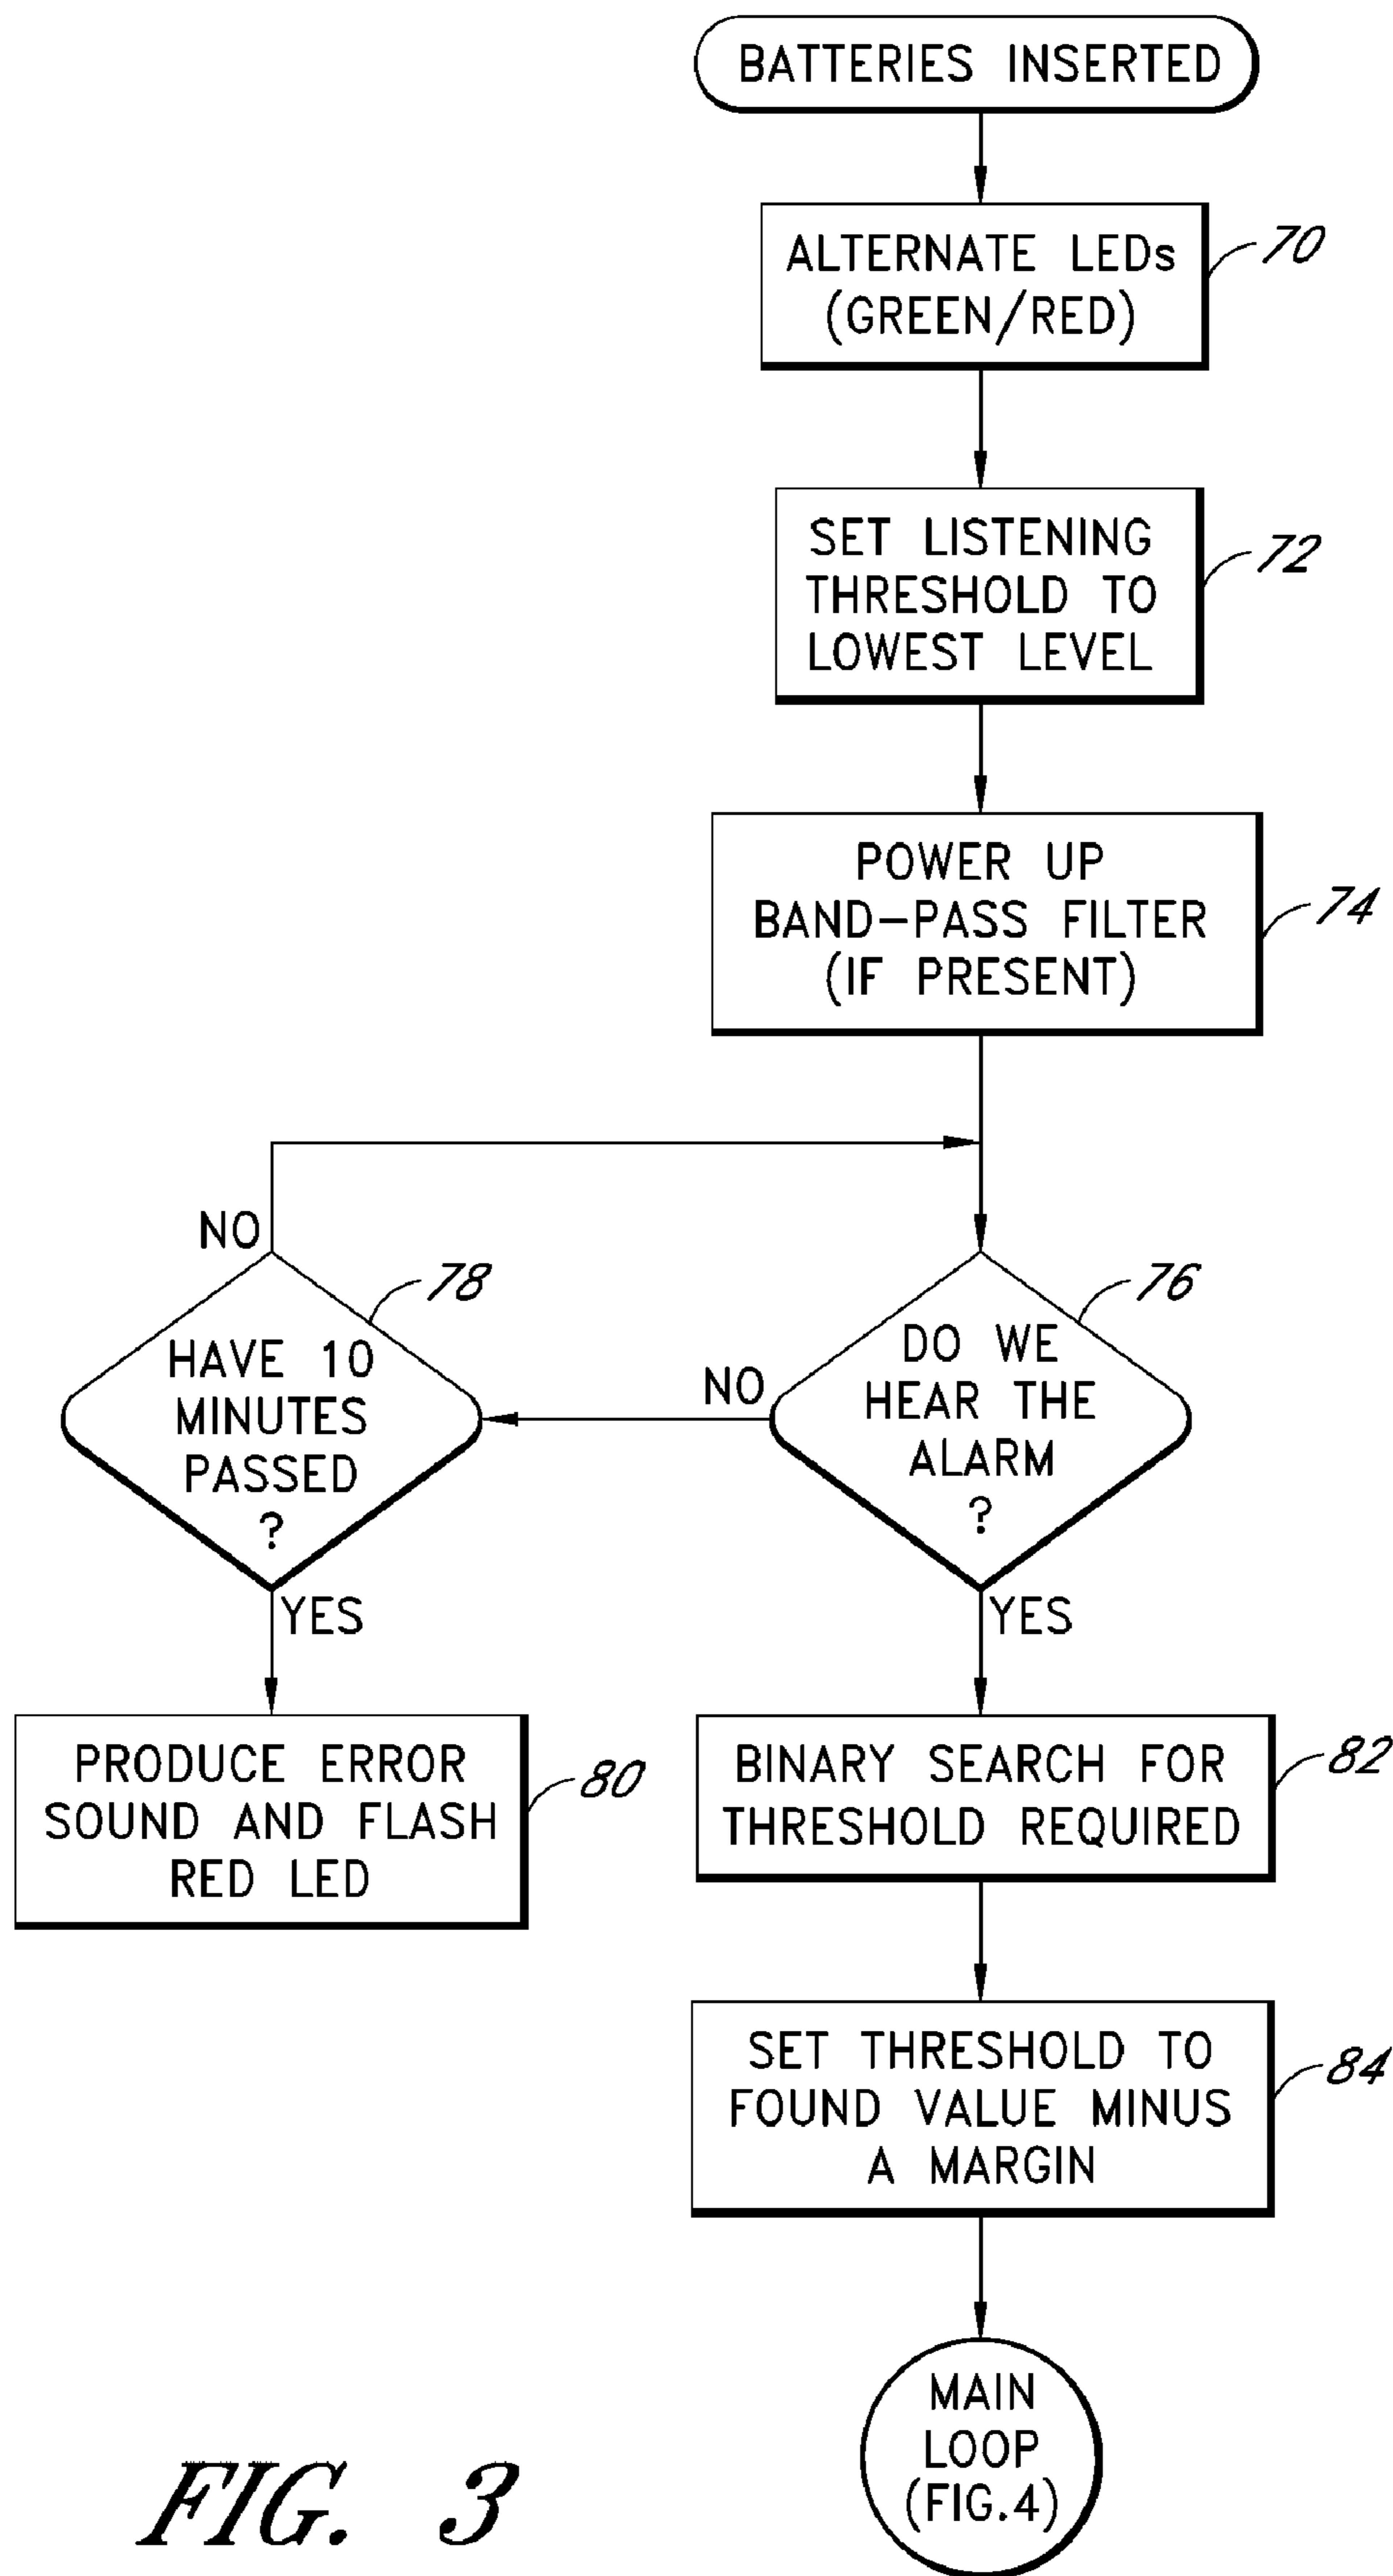 BATTERIES INSERTED
ALTERNATE LEDs
(GREEN/RED)
70
SET LISTENING
THRESHOLD TO
LOWEST LEVEL
72
POWER UP
BAND-PASS FILTER
(IF PRESENT)
74
NO
HAVE 10
MINUTES
PASSED
?
78
NO
DO WE
HEAR THE
ALARM
?
76
YES
YES
PRODUCE ERROR
SOUND AND FLASH
RED LED
80
BINARY SEARCH FOR
THRESHOLD REQUIRED
82
SET THRESHOLD TO
FOUND VALUE MINUS
A MARGIN
84
MAIN
LOOP
(FIG.4)
FIG. 3